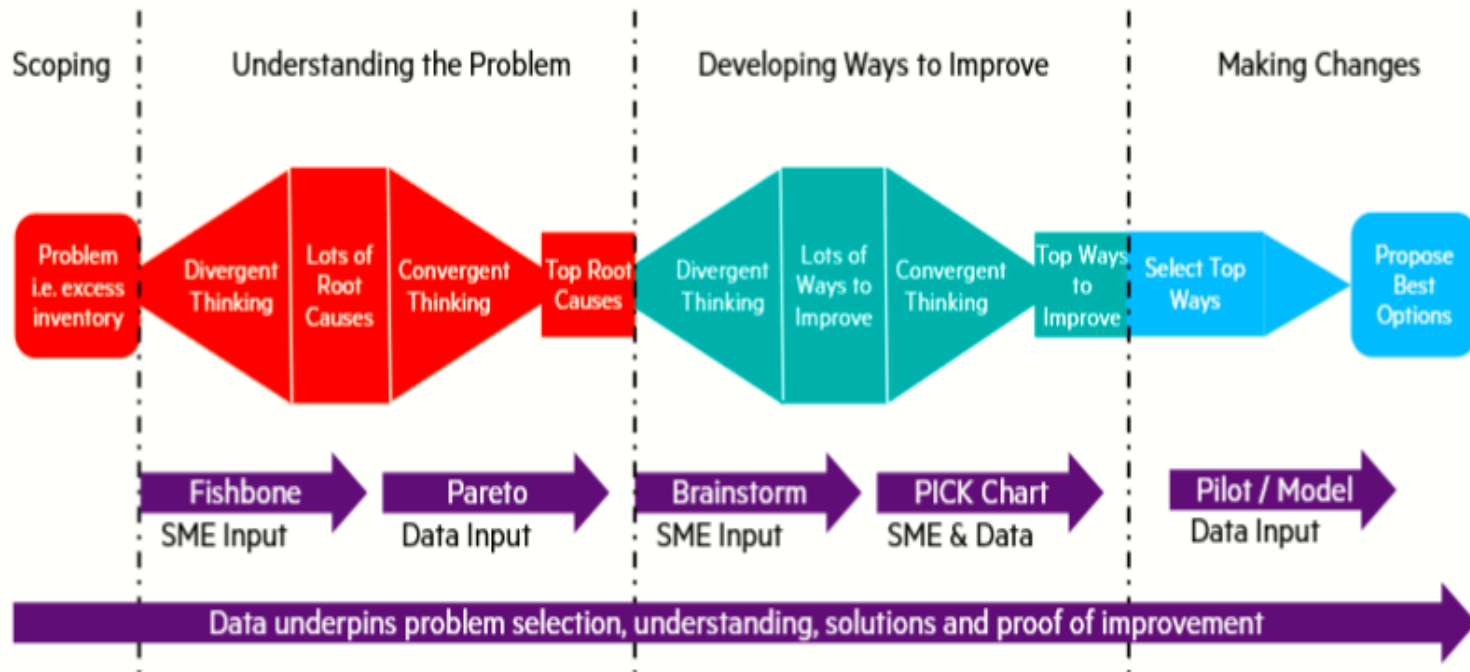 Scoping
Understanding the Problem
Developing Ways to Improve
Making Changes
Problem
i.e. excess
inventory
Divergent
Thinking
Lots of
Root
Causes
Convergent
Thinking
Top Root
Causes
Divergent
Thinking
Lots of
Ways to
Improve
Convergent
Thinking
Top Ways
to
Improve
Select Top
Ways
Propose
Best
Options
Fishbone
SME Input
Pareto
Data Input
Brainstorm
SME Input
PICK Chart
SME & Data
Pilot / Model
Data Input
Data underpins problem selection, understanding, solutions and proof of improvement